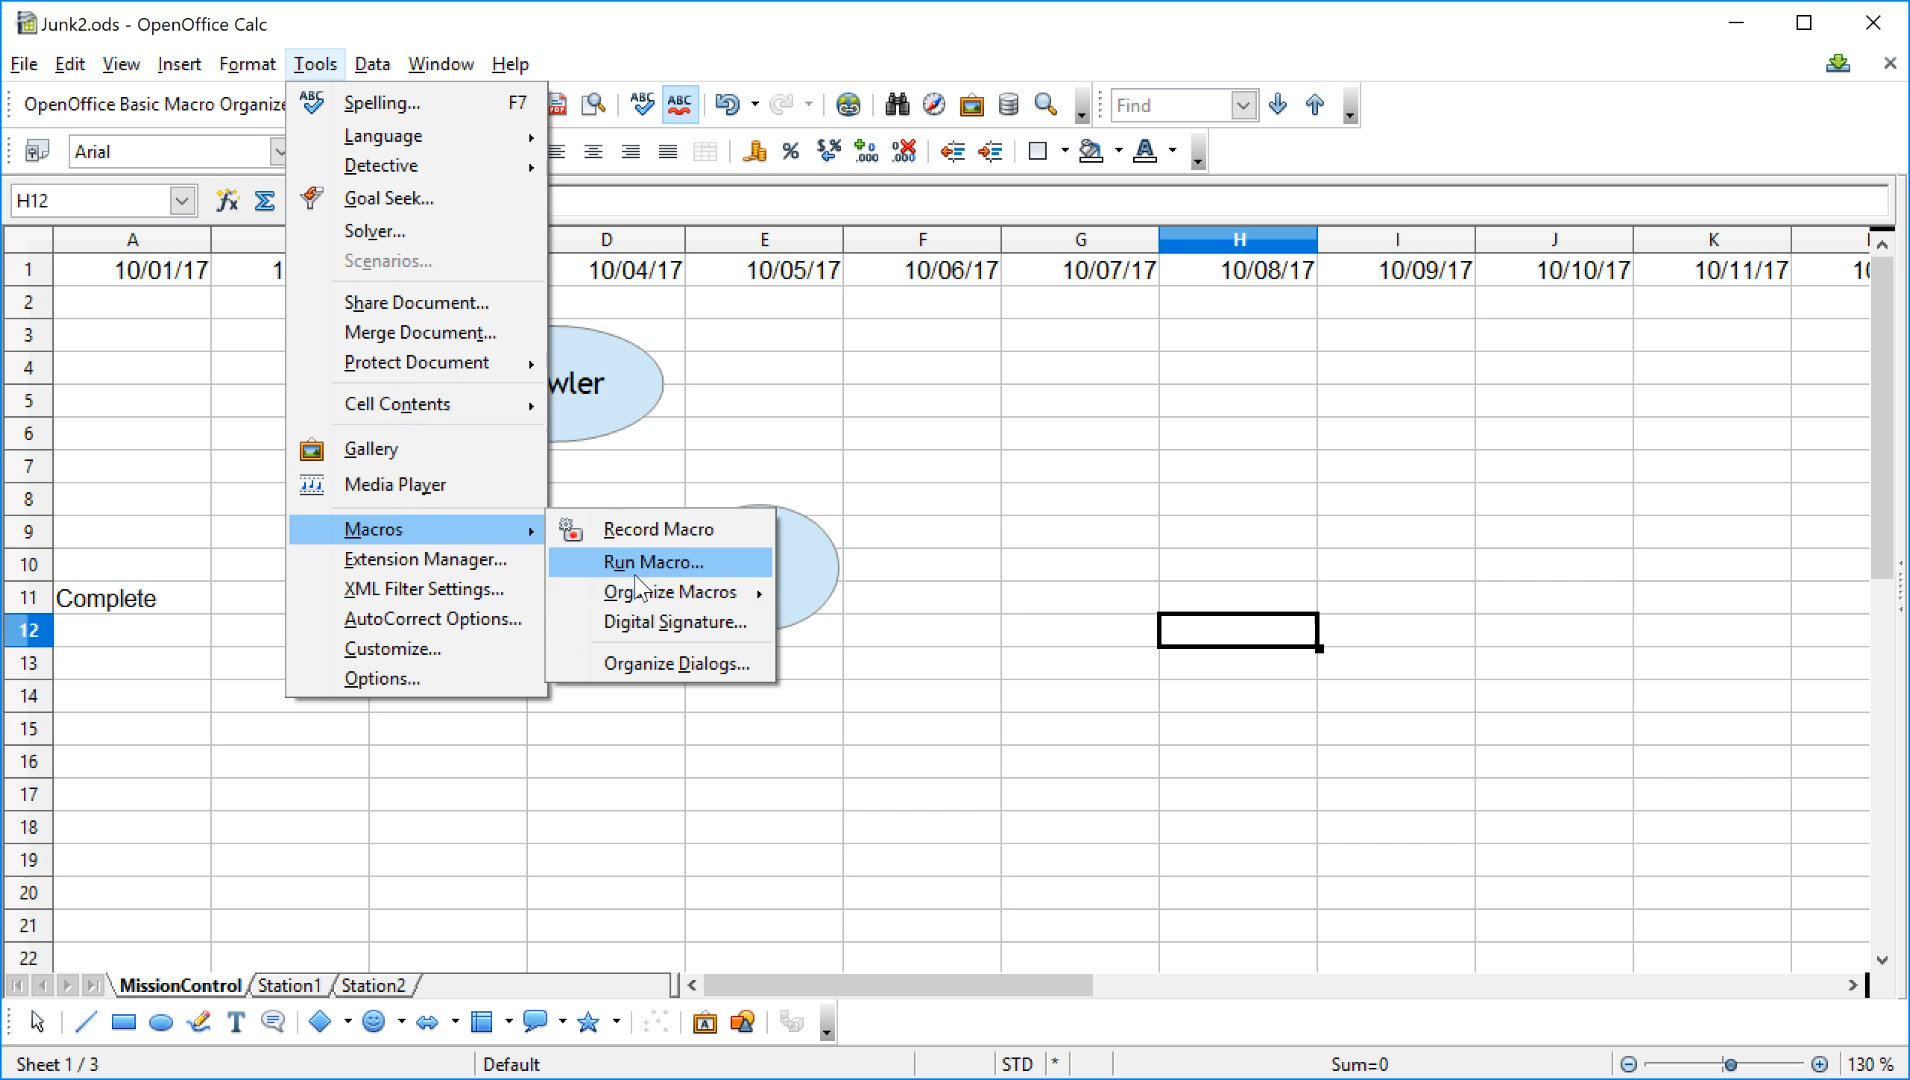 Junk2.ods - OpenOffice Calc
File Edit View Insert Format Tools Data Window Help
OpenOffice Basic Macro Organize
Find
Arial
H12
A D E F G H I J K
1 10/01/17 1 10/04/17 10/05/17 10/06/17 10/07/17 10/08/17 10/09/17 10/10/17 10/11/17 10
2
3
4
5
6
7
8
9
10
11 Complete
12
13
14
15
16
17
18
19
20
21
22
wler
Spelling... F7
Language
Detective
Goal Seek...
Solver...
Scenarios...
Share Document...
Merge Document...
Protect Document
Cell Contents
Gallery
Media Player
Macros
Extension Manager...
XML Filter Settings...
AutoCorrect Options...
Customize...
Options...
Record Macro
Run Macro...
Organize Macros
Digital Signature...
Organize Dialogs...
MissionControl Station1 Station2
Sheet 1 / 3 Default STD * Sum=0 130 %